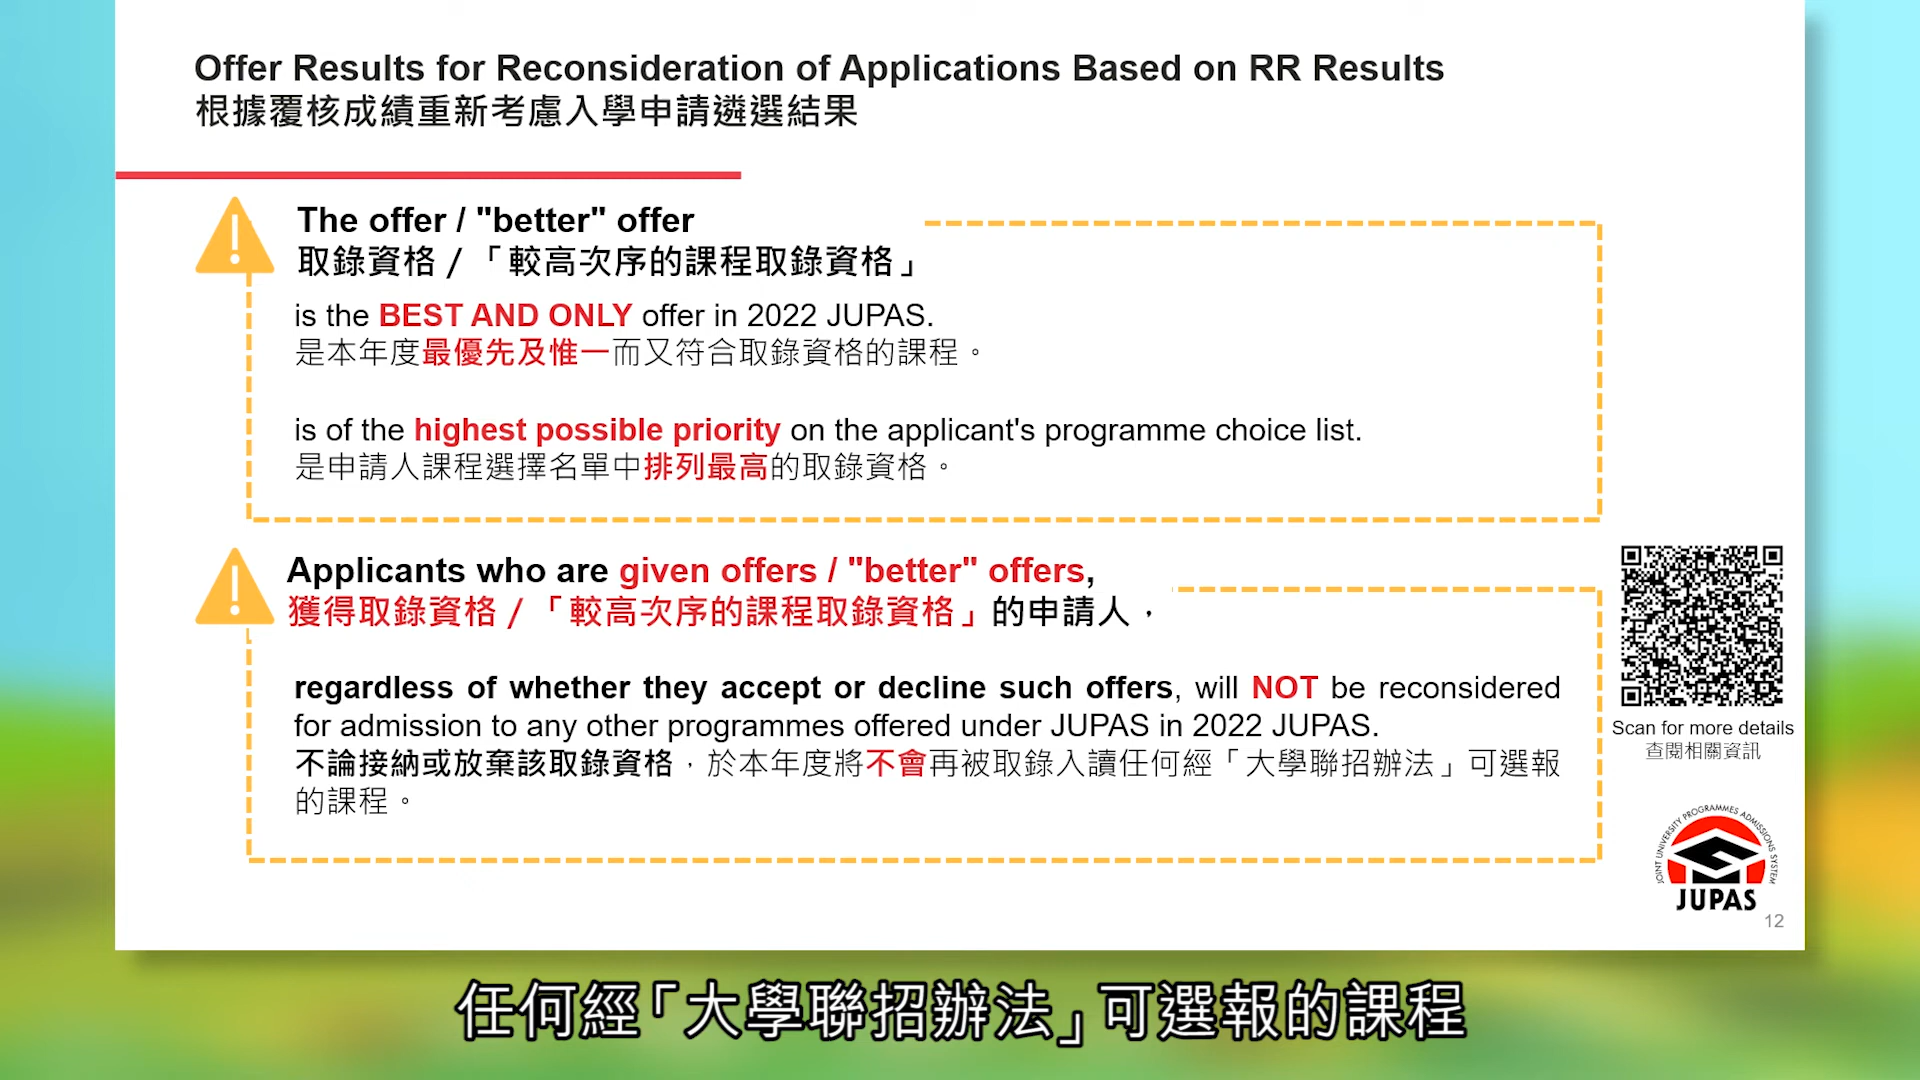 Offer Results for Reconsideration of Applications Based on RR Results
根據覆核成績重新考慮入學申請遴選結果
The offer / "better" offer
取錄資格 / 「較高次序的課程取錄資格」
is the BEST AND ONLY offer in 2022 JUPAS.
是本年度最優先及惟一而又符合取錄資格的課程。
is of the highest possible priority on the applicant's programme choice list.
是申請人課程選擇名單中排列最高的取錄資格。
Applicants who are given offers / "better" offers,
獲得取錄資格 / 「較高次序的課程取錄資格」的申請人，
regardless of whether they accept or decline such offers, will NOT be reconsidered
for admission to any other programmes offered under JUPAS in 2022 JUPAS.
不論接納或放棄該取錄資格，於本年度將不會再被取錄入讀任何經「大學聯招辦法」可選報
的課程。
Scan for more details
查閱相關資訊
JOINT UNIVERSITY PROGRAMMES ADMISSIONS SYSTEM
JUPAS
12
任何經「大學聯招辦法」可選報的課程